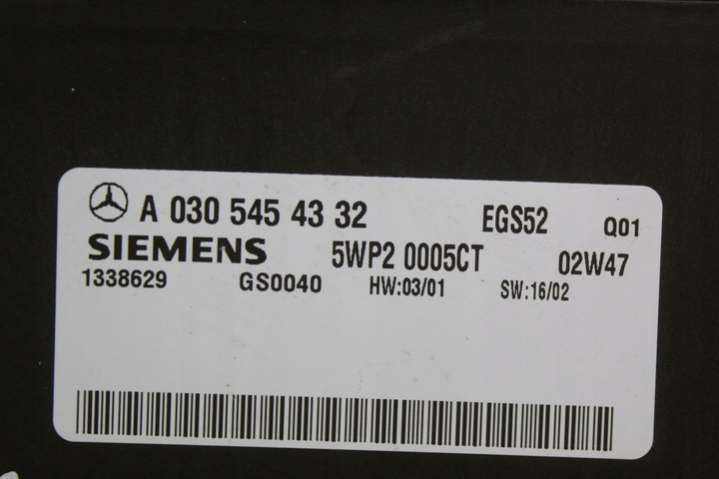 A 030 545 43 32 EGS52 Q01
SIEMENS 5WP2 0005CT 02W47
1338629 GS0040 HW:03/01 SW:16/02